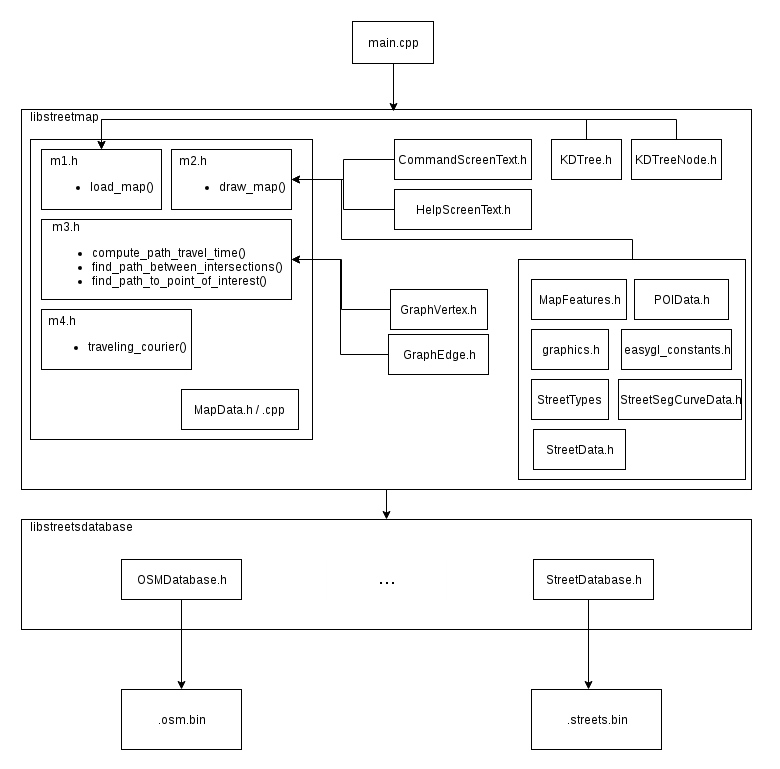 main.cpp
libstreetmap
m1.h
• load_map()
m2.h
• draw_map()
CommandScreenText.h
KDTree.h
KDTreeNode.h
HelpScreenText.h
m3.h
• compute_path_travel_time()
• find_path_between_intersections()
• find_path_to_point_of_interest()
m4.h
• traveling_courier()
MapData.h / .cpp
GraphVertex.h
GraphEdge.h
MapFeatures.h
POIData.h
graphics.h
easygl_constants.h
StreetTypes
StreetSegCurveData.h
StreetData.h
libstreetsdatabase
OSMDatabase.h
...
StreetDatabase.h
.osm.bin
.streets.bin